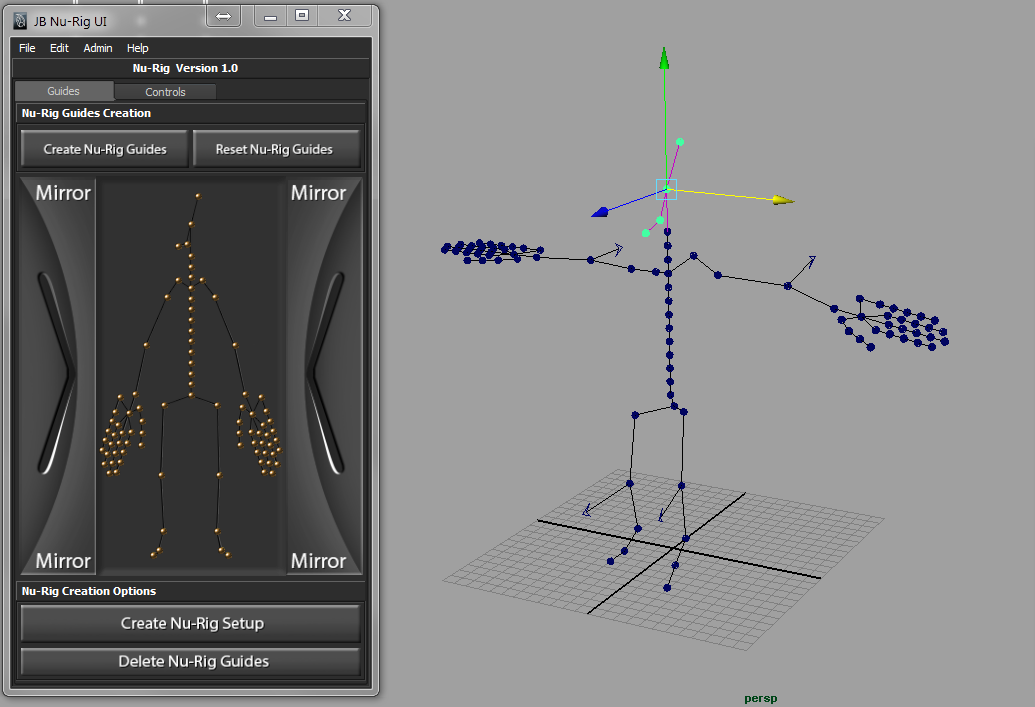 JB Nu-Rig UI
File Edit Admin Help
Nu-Rig Version 1.0
Guides Controls
Nu-Rig Guides Creation
Create Nu-Rig Guides Reset Nu-Rig Guides
Mirror Mirror
Mirror Mirror
Nu-Rig Creation Options
Create Nu-Rig Setup
Delete Nu-Rig Guides
persp